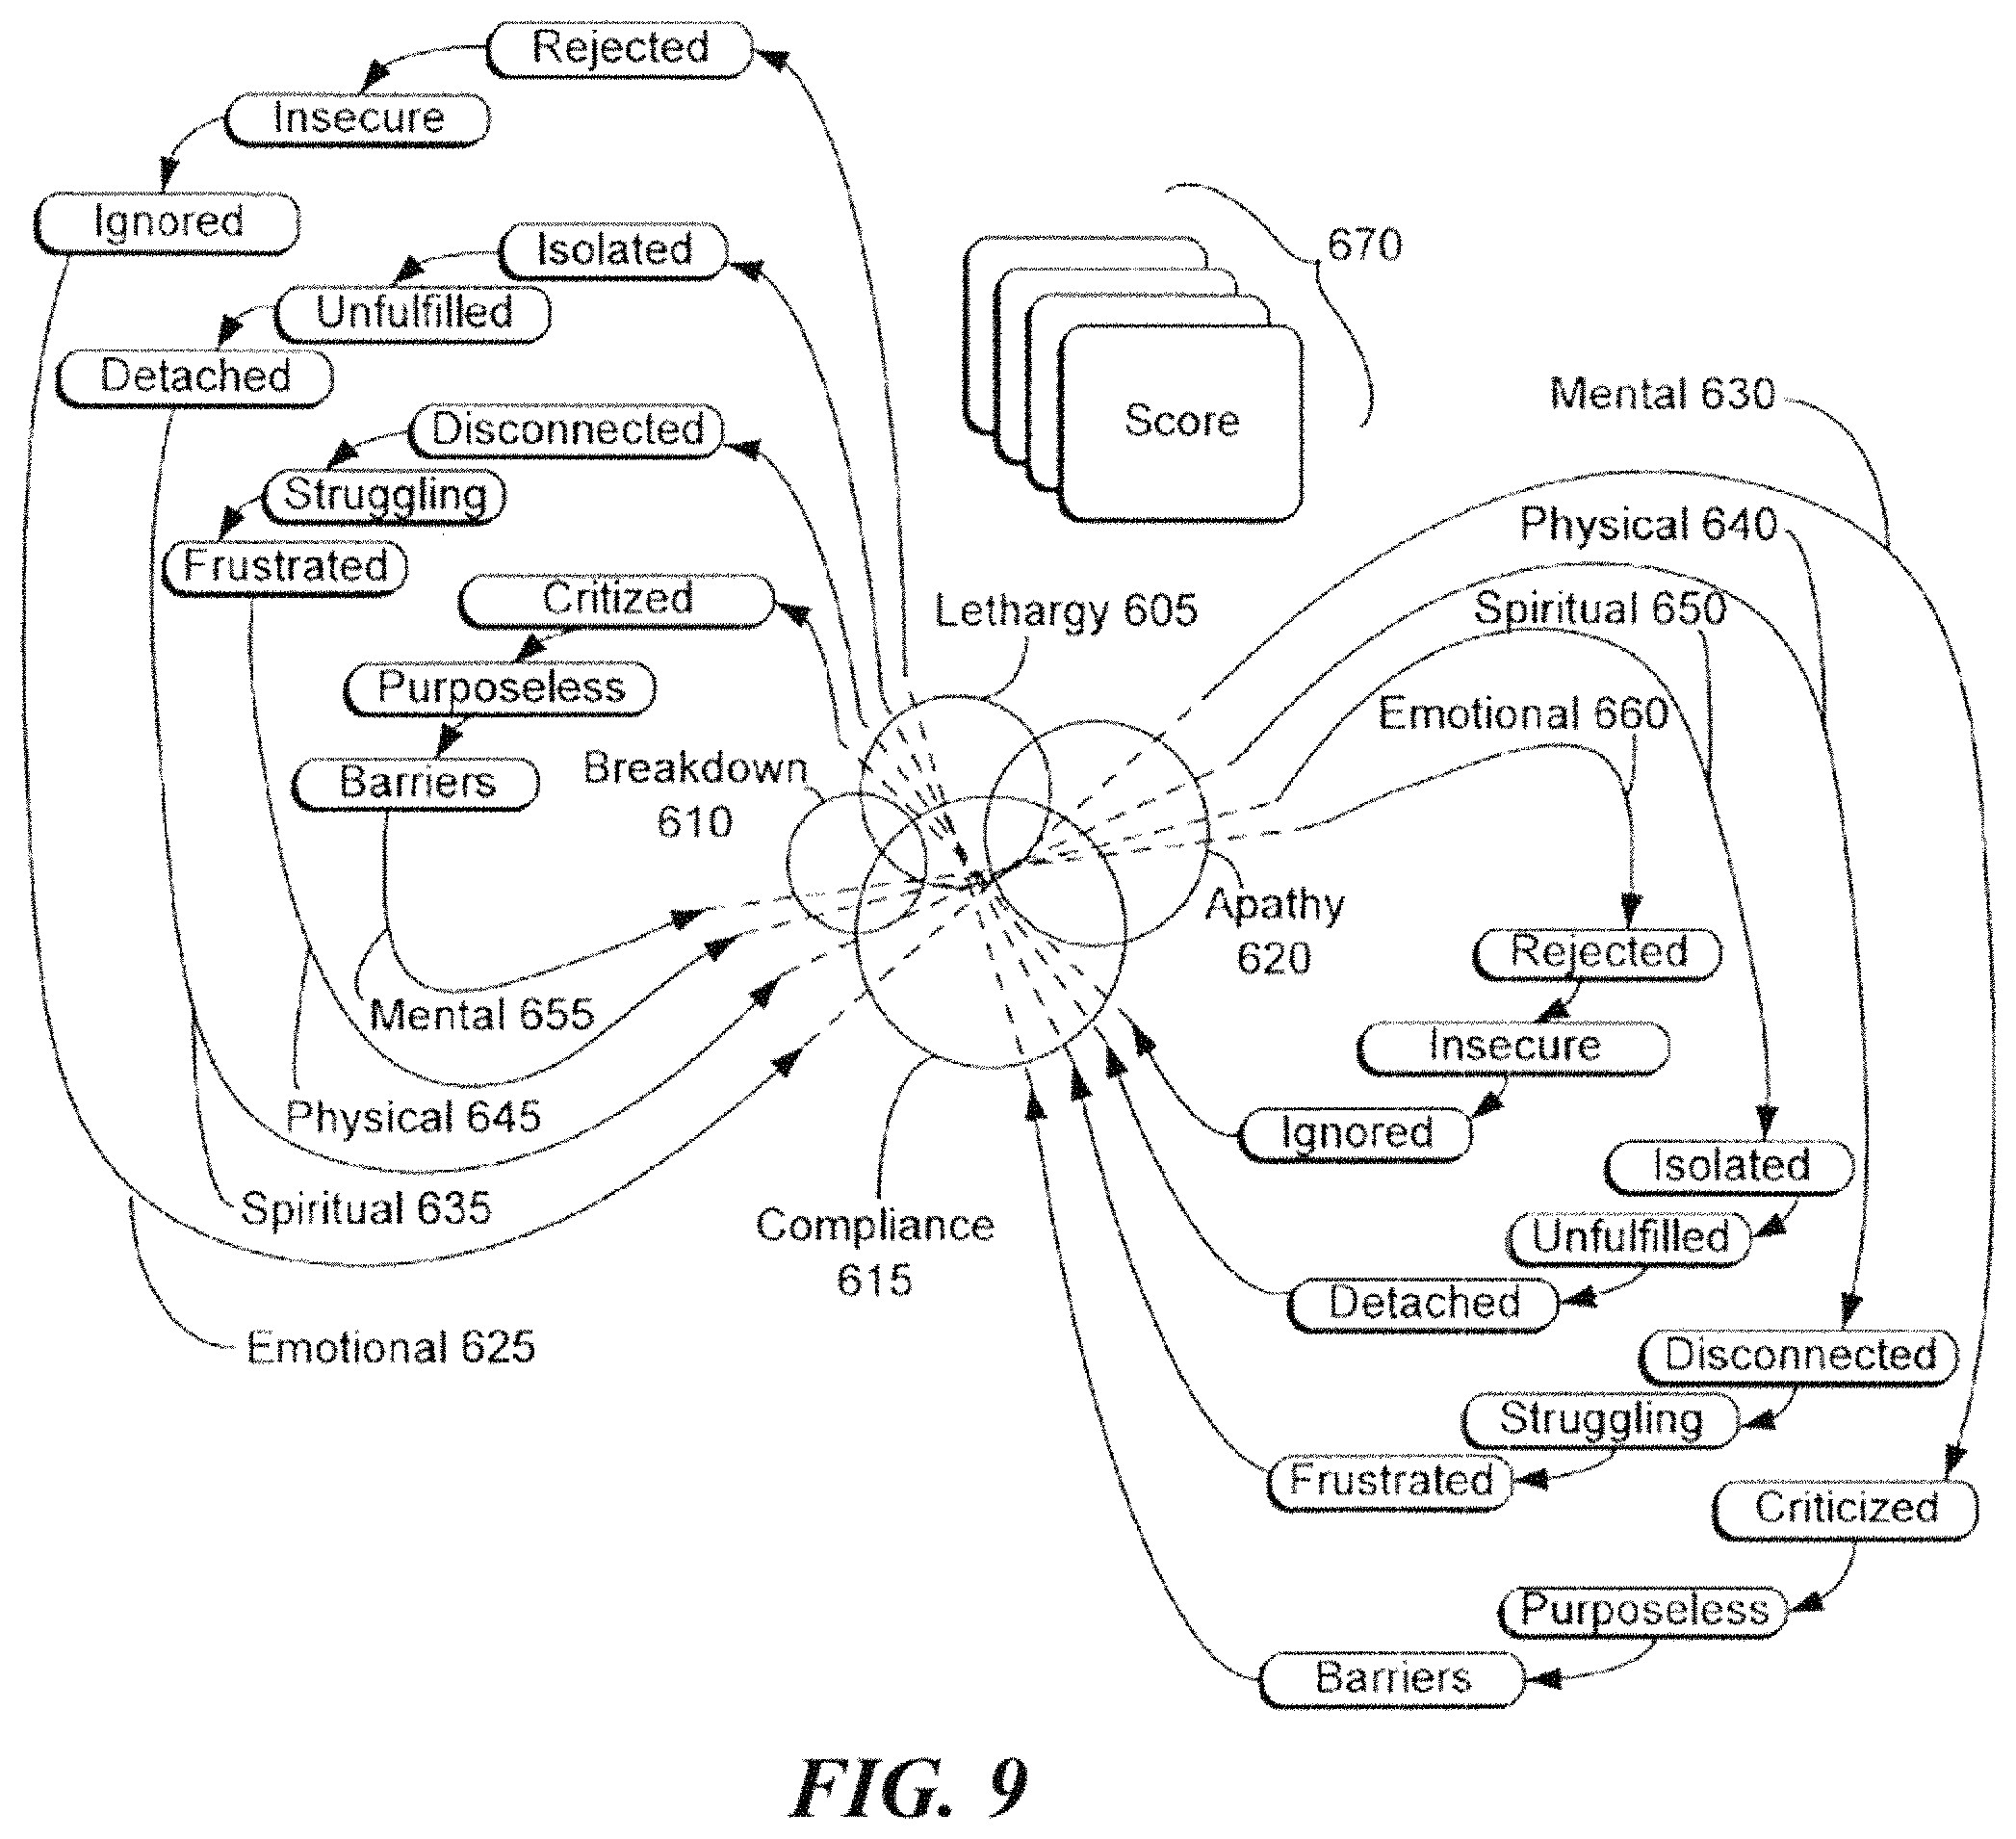 Rejected
Insecure
Ignored
Isolated
Unfulfilled
Detached
Disconnected
Struggling
Frustrated
Critized
Purposeless
Barriers
670
Score
Mental 630
Physical 640
Spiritual 650
Emotional 660
Lethargy 605
Breakdown
610
Apathy
620
Mental 655
Physical 645
Spiritual 635
Emotional 625
Compliance
615
Rejected
Insecure
Ignored
Isolated
Unfulfilled
Detached
Disconnected
Struggling
Frustrated
Criticized
Purposeless
Barriers
FIG. 9